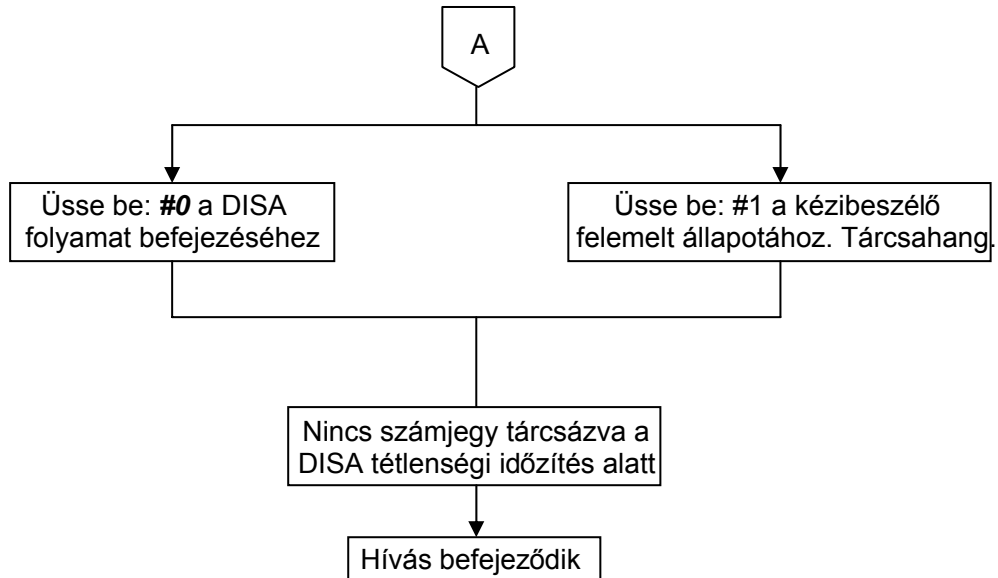 A
Üsse be: #0 a DISA
folyamat befejezéséhez
Üsse be: #1 a kézibeszélő
felemelt állapotához. Tárcsahang.
Nincs számjegy tárcsázva a
DISA tétlenségi időzítés alatt
Hívás befejeződik